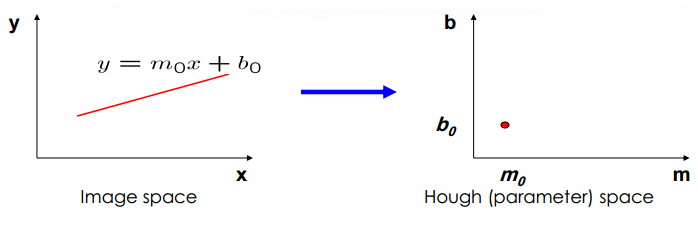 y
y = m₀x + b₀
x
Image space
b
b₀
m₀
m
Hough (parameter) space